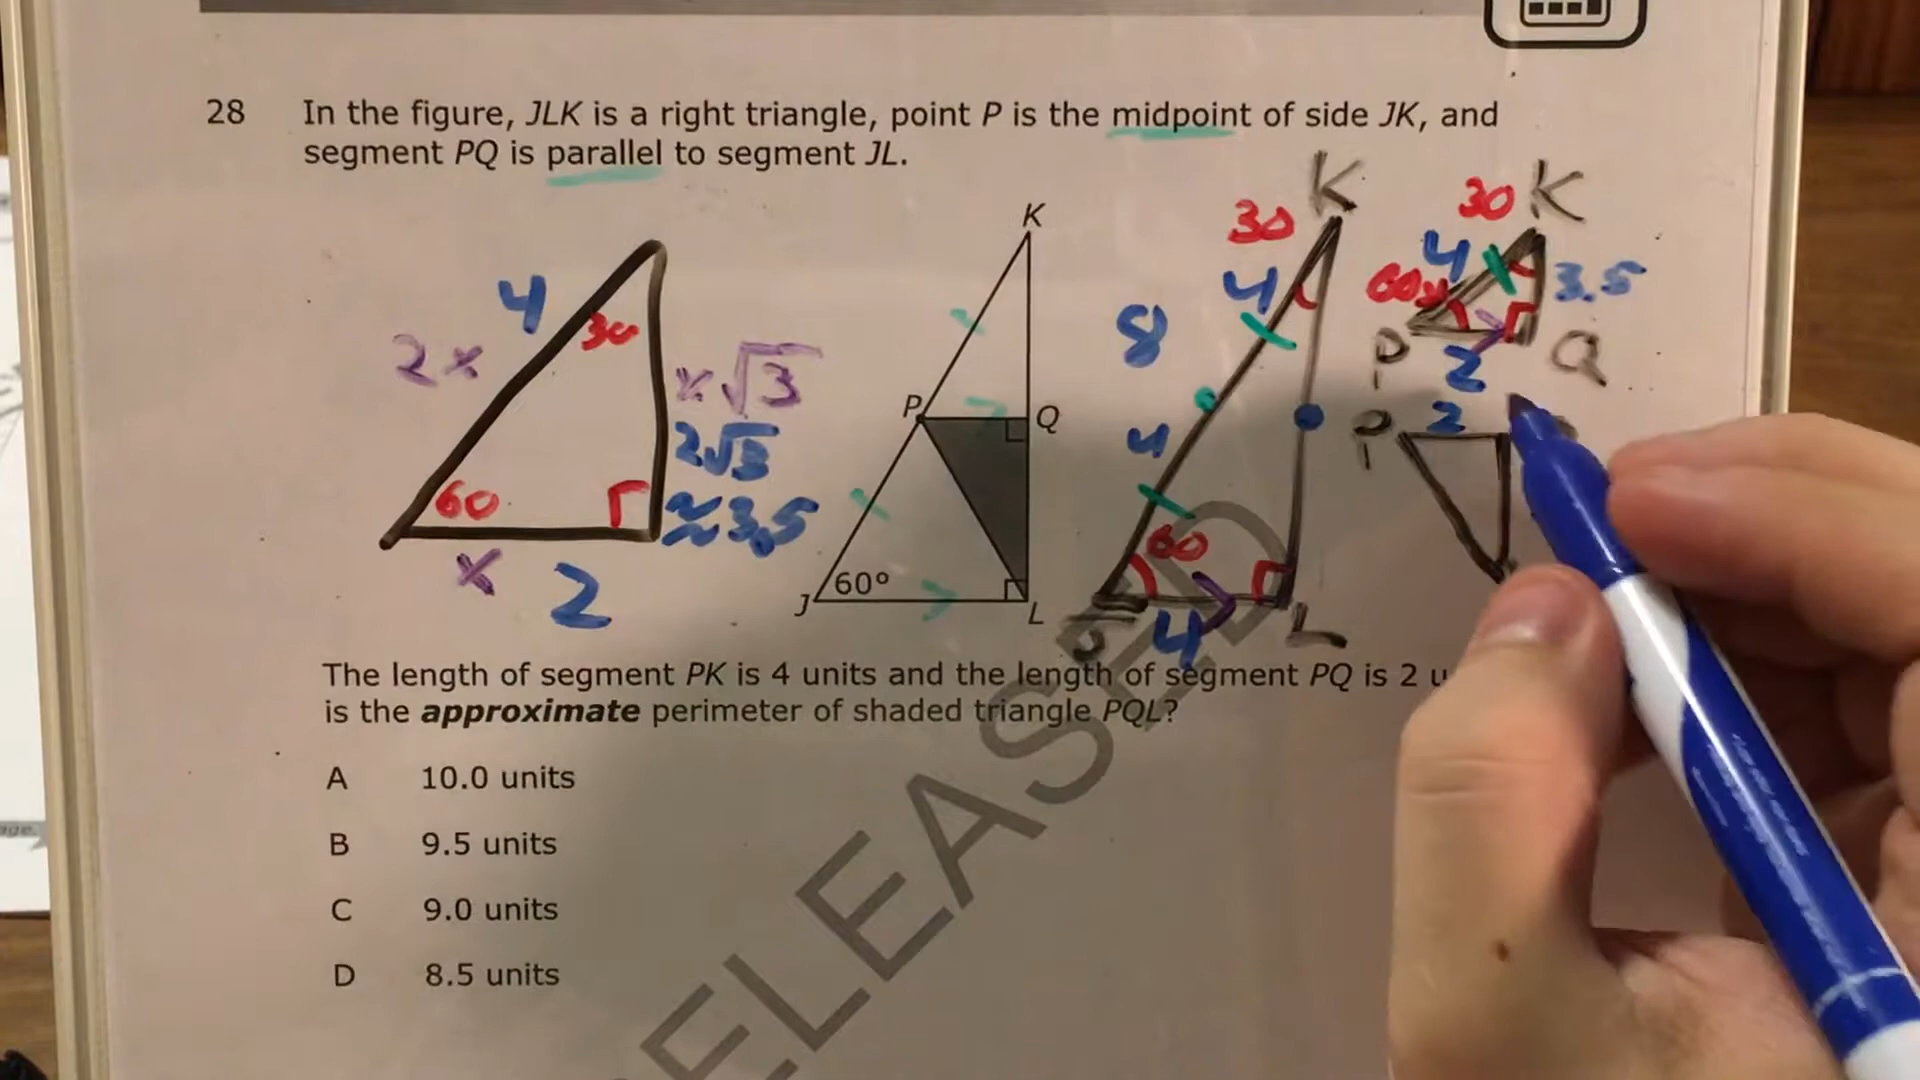 28 In the figure, JLK is a right triangle, point P is the midpoint of side JK, and
segment PQ is parallel to segment JL.
K
P
Q
J
60°
L
4
30
2x
x√3
2√3
≈3.5
60
x
2
K
30
4
8
4
60
4
J
L
30
K
4
60
3.5
P
2
Q
P
2
The length of segment PK is 4 units and the length of segment PQ is 2
is the approximate perimeter of shaded triangle PQL?
A 10.0 units
B 9.5 units
C 9.0 units
D 8.5 units
RELEASED